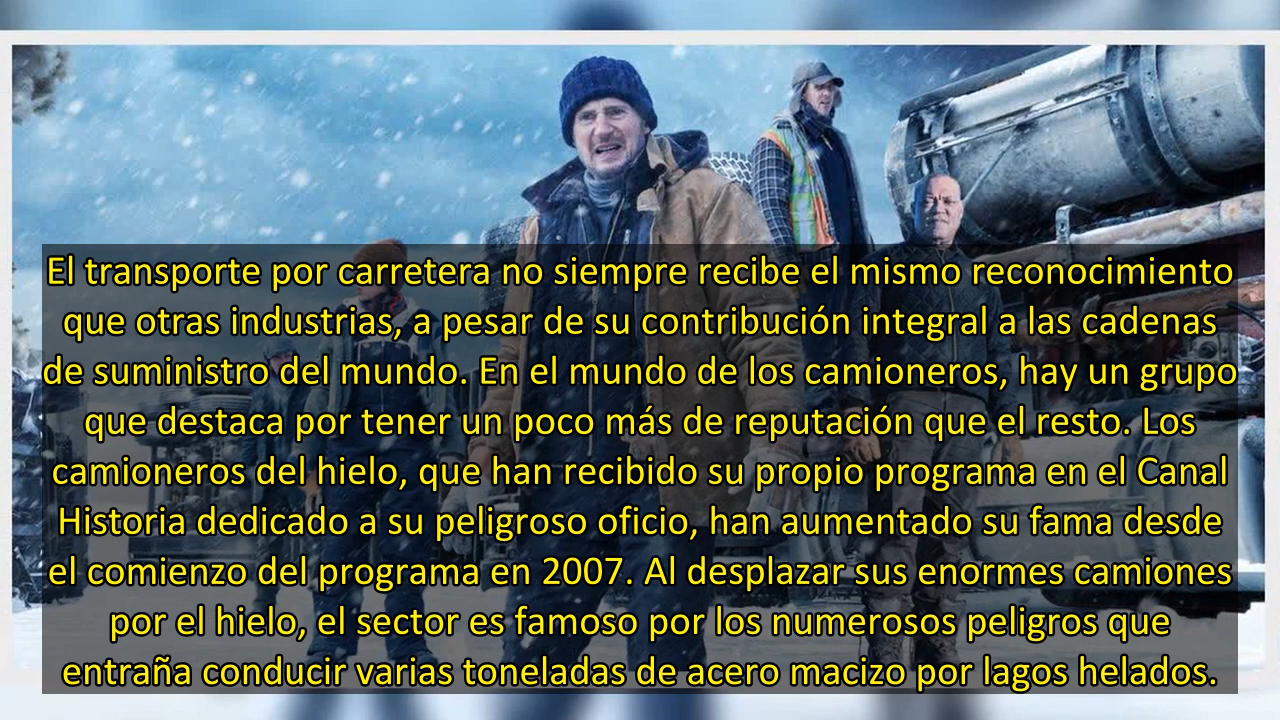 El transporte por carretera no siempre recibe el mismo reconocimiento
que otras industrias, a pesar de su contribución integral a las cadenas
de suministro del mundo. En el mundo de los camioneros, hay un grupo
que destaca por tener un poco más de reputación que el resto. Los
camioneros del hielo, que han recibido su propio programa en el Canal
Historia dedicado a su peligroso oficio, han aumentado su fama desde
el comienzo del programa en 2007. Al desplazar sus enormes camiones
por el hielo, el sector es famoso por los numerosos peligros que
entraña conducir varias toneladas de acero macizo por lagos helados.